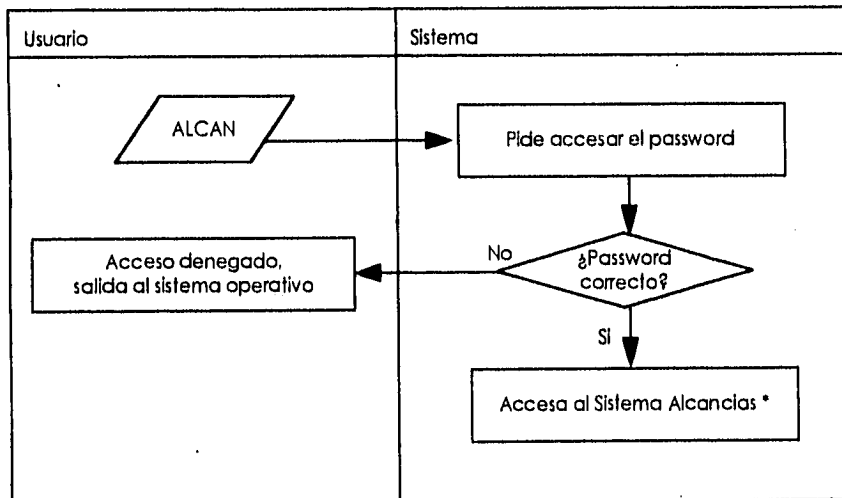 Usuario
Sistema
ALCAN
Pide accesar el password
Acceso denegado,
salida al sistema operativo
No
¿Password
correcto?
Si
Accesa al Sistema Alcancias *